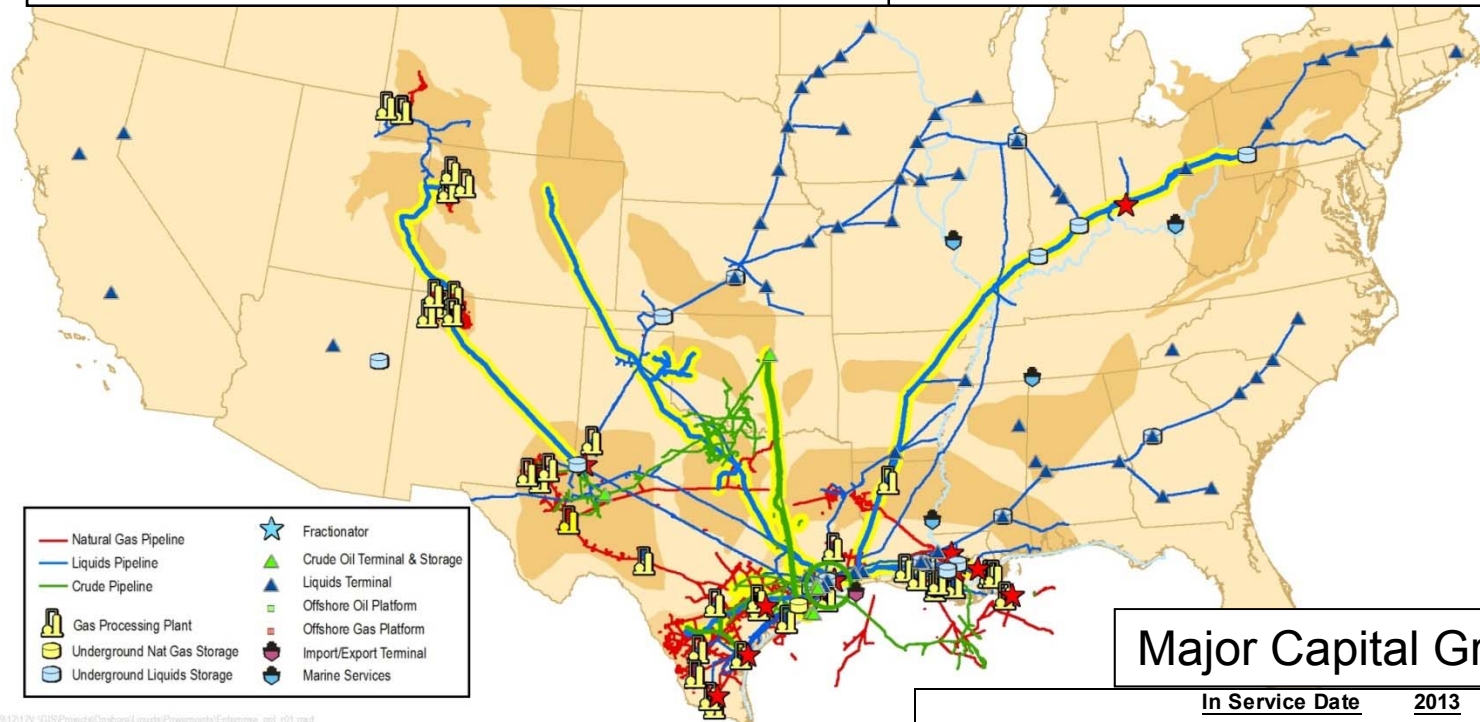 Natural Gas Pipeline
Liquids Pipeline
Crude Pipeline
Gas Processing Plant
Underground Nat Gas Storage
Underground Liquids Storage
Fractionator
Crude Oil Terminal & Storage
Liquids Terminal
Offshore Oil Platform
Offshore Gas Platform
Import/Export Terminal
Marine Services
Major Capital Gr
In Service Date 2013